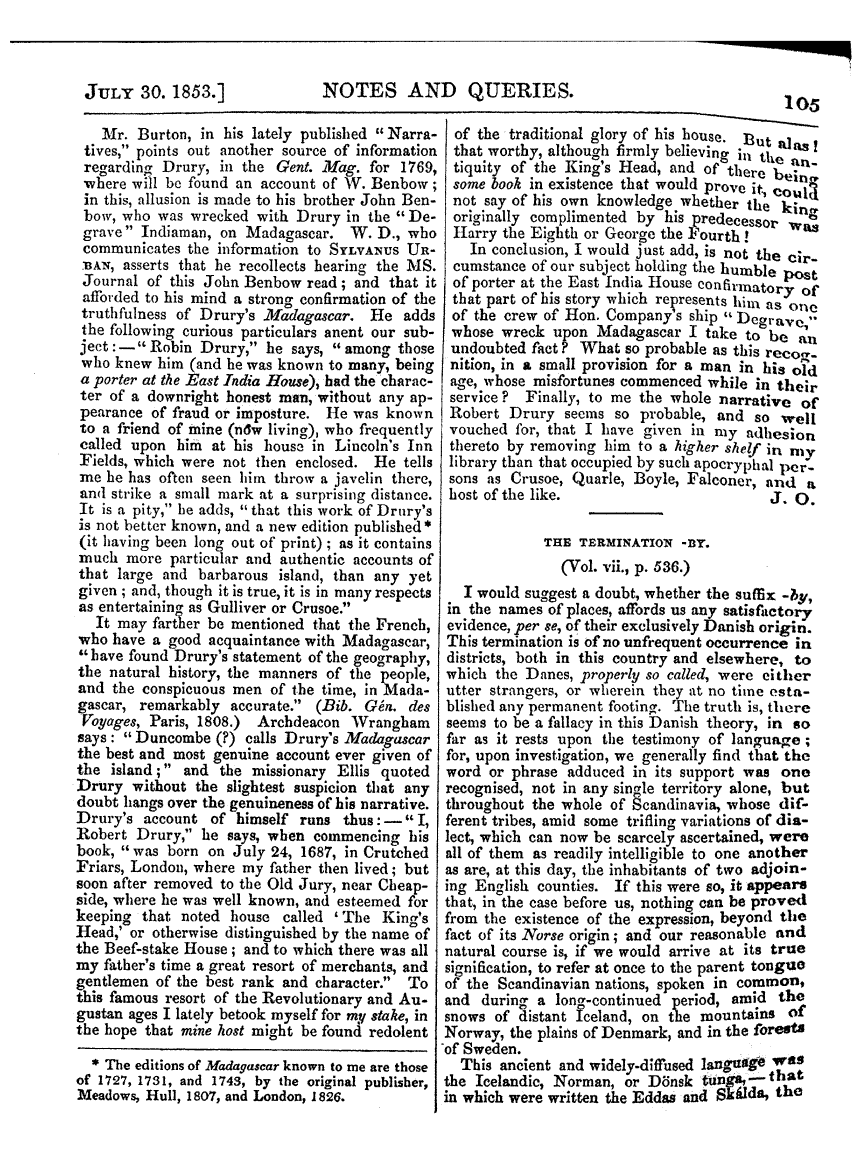 JULY 30. 1853.] NOTES AND QUERIES. 105
Mr. Burton, in his lately published “Narra-
tives,” points out another source of information
regarding Drury, in the Gent. Mag. for 1769,
where will be found an account of W. Benbow;
in this, allusion is made to his brother John Ben-
bow, who was wrecked with Drury in the “De-
grave” Indiaman, on Madagascar. W. D., who
communicates the information to SYLVANUS UR-
BAN, asserts that he recollects hearing the MS.
Journal of this John Benbow read; and that it
afforded to his mind a strong confirmation of the
truthfulness of Drury's Madagascar. He adds
the following curious particulars anent our sub-
ject:—“Robin Drury,” he says, “among those
who knew him (and he was known to many, being
a porter at the East India House), had the charac-
ter of a downright honest man, without any ap-
pearance of fraud or imposture. He was known
to a friend of mine (now living), who frequently
called upon him at his house in Lincoln's Inn
Fields, which were not then enclosed. He tells
me he has often seen him throw a javelin there,
and strike a small mark at a surprising distance.
It is a pity,” he adds, “that this work of Drury's
is not better known, and a new edition published*
(it having been long out of print); as it contains
much more particular and authentic accounts of
that large and barbarous island, than any yet
given; and, though it is true, it is in many respects
as entertaining as Gulliver or Crusoe.”
It may farther be mentioned that the French,
who have a good acquaintance with Madagascar,
“have found Drury's statement of the geography,
the natural history, the manners of the people,
and the conspicuous men of the time, in Mada-
gascar, remarkably accurate.” (Bib. Gén. des
Voyages, Paris, 1808.) Archdeacon Wrangham
says: “Duncombe (?) calls Drury's Madagascar
the best and most genuine account ever given of
the island;” and the missionary Ellis quoted
Drury without the slightest suspicion that any
doubt hangs over the genuineness of his narrative.
Drury's account of himself runs thus:—“I,
Robert Drury,” he says, when commencing his
book, “was born on July 24, 1687, in Crutched
Friars, London, where my father then lived; but
soon after removed to the Old Jury, near Cheap-
side, where he was well known, and esteemed for
keeping that noted house called ‘The King's
Head,’ or otherwise distinguished by the name of
the Beef-stake House; and to which there was all
my father's time a great resort of merchants, and
gentlemen of the best rank and character.” To
this famous resort of the Revolutionary and Au-
gustan ages I lately betook myself for my stake, in
the hope that mine host might be found redolent
* The editions of Madagascar known to me are those
of 1727, 1731, and 1743, by the original publisher,
Meadows, Hull, 1807, and London, 1826.
of the traditional glory of his house. But alas!
that worthy, although firmly believing in the an-
tiquity of the King's Head, and of there being
some book in existence that would prove it, could
not say of his own knowledge whether the king
originally complimented by his predecessor was
Harry the Eighth or George the Fourth!
In conclusion, I would just add, is not the cir-
cumstance of our subject holding the humble post
of porter at the East India House confirmatory of
that part of his story which represents him as one
of the crew of Hon. Company's ship “Degrave,”
whose wreck upon Madagascar I take to be an
undoubted fact? What so probable as this recog-
nition, in a small provision for a man in his old
age, whose misfortunes commenced while in their
service? Finally, to me the whole narrative of
Robert Drury seems so probable, and so well
vouched for, that I have given in my adhesion
thereto by removing him to a higher shelf in my
library than that occupied by such apocryphal per-
sons as Crusoe, Quarle, Boyle, Falconer, and a
host of the like. J. O.
THE TERMINATION -BY.
(Vol. vii., p. 536.)
I would suggest a doubt, whether the suffix -by,
in the names of places, affords us any satisfactory
evidence, per se, of their exclusively Danish origin.
This termination is of no unfrequent occurrence in
districts, both in this country and elsewhere, to
which the Danes, properly so called, were either
utter strangers, or wherein they at no time esta-
blished any permanent footing. The truth is, there
seems to be a fallacy in this Danish theory, in so
far as it rests upon the testimony of language;
for, upon investigation, we generally find that the
word or phrase adduced in its support was one
recognised, not in any single territory alone, but
throughout the whole of Scandinavia, whose dif-
ferent tribes, amid some trifling variations of dia-
lect, which can now be scarcely ascertained, were
all of them as readily intelligible to one another
as are, at this day, the inhabitants of two adjoin-
ing English counties. If this were so, it appears
that, in the case before us, nothing can be proved
from the existence of the expression, beyond the
fact of its Norse origin; and our reasonable and
natural course is, if we would arrive at its true
signification, to refer at once to the parent tongue
of the Scandinavian nations, spoken in common,
and during a long-continued period, amid the
snows of distant Iceland, on the mountains of
Norway, the plains of Denmark, and in the forests
of Sweden.
This ancient and widely-diffused language was
the Icelandic, Norman, or Dönsk tunga,—that
in which were written the Eddas and Skálda, the